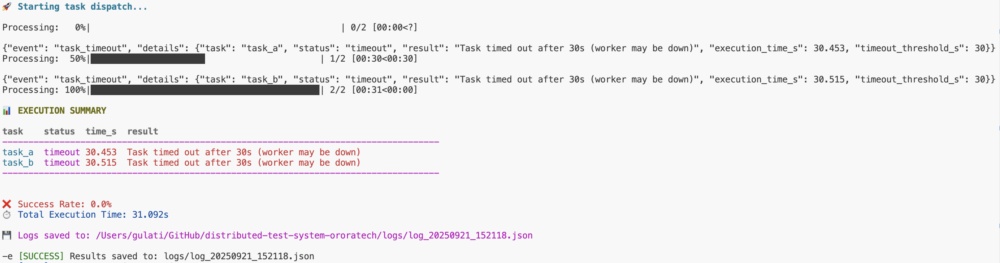 🚀 Starting task dispatch...
Processing:   0%|                                                | 0/2 [00:00<?]
{"event": "task_timeout", "details": {"task": "task_a", "status": "timeout", "result": "Task timed out after 30s (worker may be down)", "execution_time_s": 30.453, "timeout_threshold_s": 30}}
Processing:  50%|██████████████████████                      | 1/2 [00:30<00:30]
{"event": "task_timeout", "details": {"task": "task_b", "status": "timeout", "result": "Task timed out after 30s (worker may be down)", "execution_time_s": 30.515, "timeout_threshold_s": 30}}
Processing: 100%|████████████████████████████████████████████| 2/2 [00:31<00:00]
📊 EXECUTION SUMMARY
task    status  time_s  result
────────────────────────────────────────────────────────────────────────────────────
task_a  timeout 30.453  Task timed out after 30s (worker may be down)
task_b  timeout 30.515  Task timed out after 30s (worker may be down)
────────────────────────────────────────────────────────────────────────────────────
❌ Success Rate: 0.0%
⏱ Total Execution Time: 31.092s
💾 Logs saved to: /Users/gulati/GitHub/distributed-test-system-ororatech/logs/log_20250921_152118.json
-e [SUCCESS] Results saved to: logs/log_20250921_152118.json